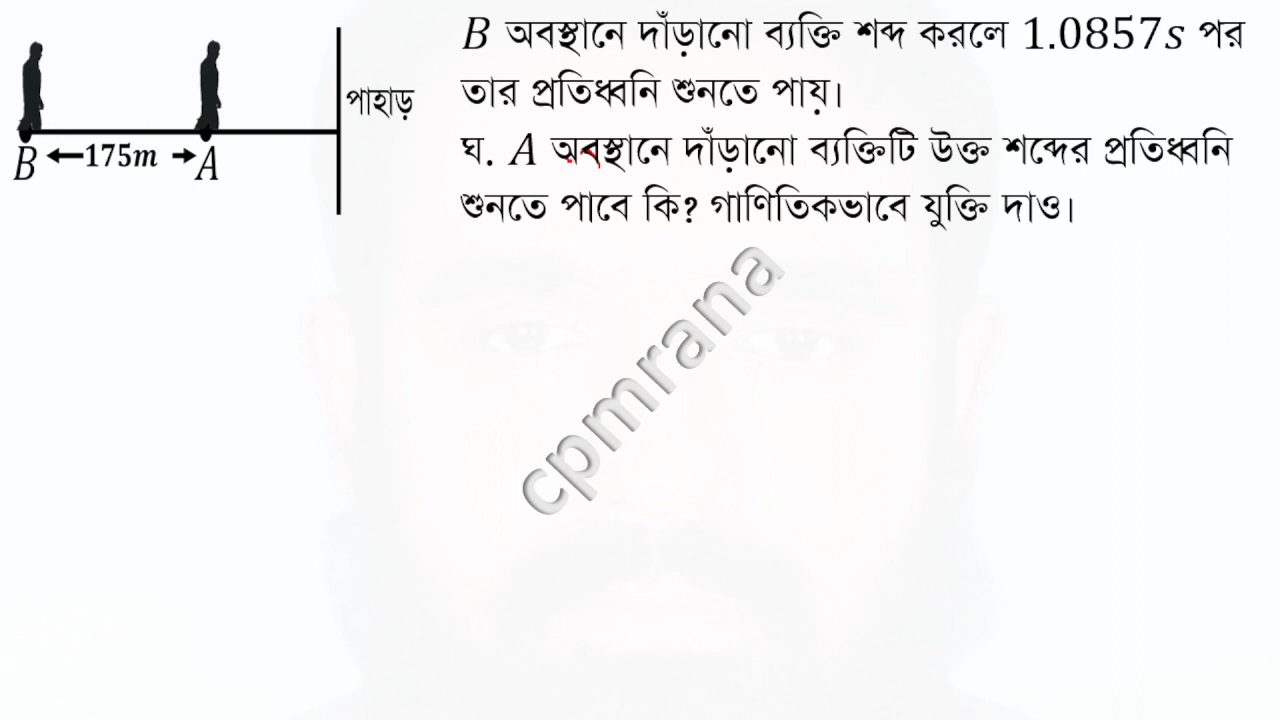 B অবস্থানে দাঁড়ানো ব্যক্তি শব্দ করলে 1.0857s পর
তার প্রতিধ্বনি শুনতে পায়।
ঘ. A অবস্থানে দাঁড়ানো ব্যক্তিটি উক্ত শব্দের প্রতিধ্বনি
শুনতে পাবে কি? গাণিতিকভাবে যুক্তি দাও।
পাহাড়
B 175m A
cpmrana